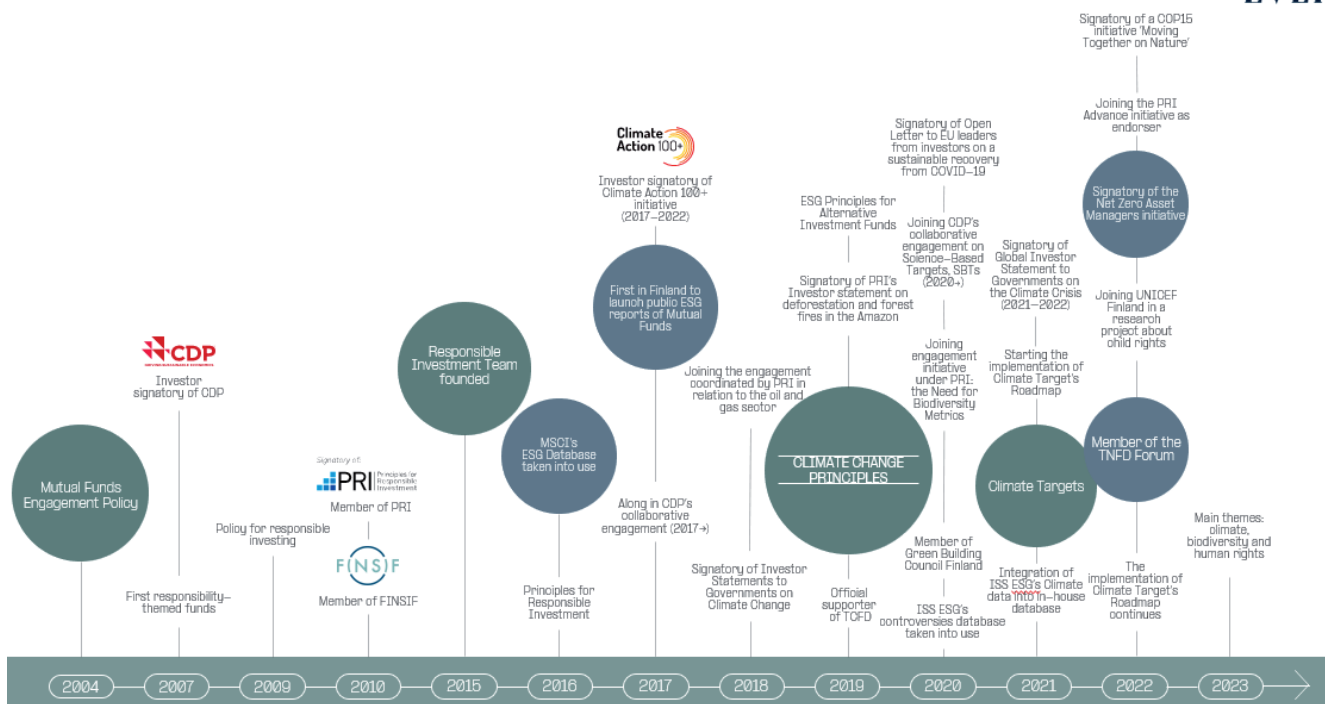 Mutual Funds
Engagement Policy
2004
CDP
Investor
signatory of CDP
First responsibility-
themed funds
2007
Policy for responsible
investing
2009
Signatory of:
PRI Principles for
Responsible
Investment
Member of PRI
FINSIF
Member of FINSIF
2010
Responsible
Investment Team
founded
2015
MSCI's
ESG Database
taken into use
Principles for
Responsible
Investment
2016
Climate
Action 100+
Investor signatory of
Climate Action 100+
initiative
(2017-2022)
First in Finland to
launch public ESG
reports of Mutual
Funds
Along in CDP's
collaborative
engagement (2017→)
2017
Joining the engagement
coordinated by PRI in
relation to the oil and
gas sector
Signatory of Investor
Statements to
Governments on
Climate Change
2018
ESG Principles for
Alternative
Investment Funds
Signatory of PRI's
Investor statement on
deforestation and forest
fires in the Amazon
CLIMATE CHANGE
PRINCIPLES
Official
supporter
of TCFD
2019
Signatory of Open
Letter to EU leaders
from investors on a
sustainable recovery
from COVID-19
Joining CDP's
collaborative
engagement on
Science-Based
Targets, SBTs
(2020→)
Joining
engagement
initiative
under PRI:
the Need for
Biodiversity
Metrics
Member of
Green Building
Council Finland
ISS ESG's
controversies database
taken into use
2020
Signatory of
Global Investor
Statement to
Governments on
the Climate Crisis
(2021-2022)
Starting the
implementation of
Climate Target's
Roadmap
Climate Targets
Integration of
ISS ESG's Climate
data into in-house
database
2021
Signatory of a COP15
initiative 'Moving
Together on Nature'
Joining the PRI
Advance initiative as
endorser
Signatory of the
Net Zero Asset
Managers initiative
Joining UNICEF
Finland in a
research
project about
child rights
Member of the
TNFD Forum
The
implementation of
Climate Target's
Roadmap
continues
2022
Main themes:
climate,
biodiversity and
human rights
2023